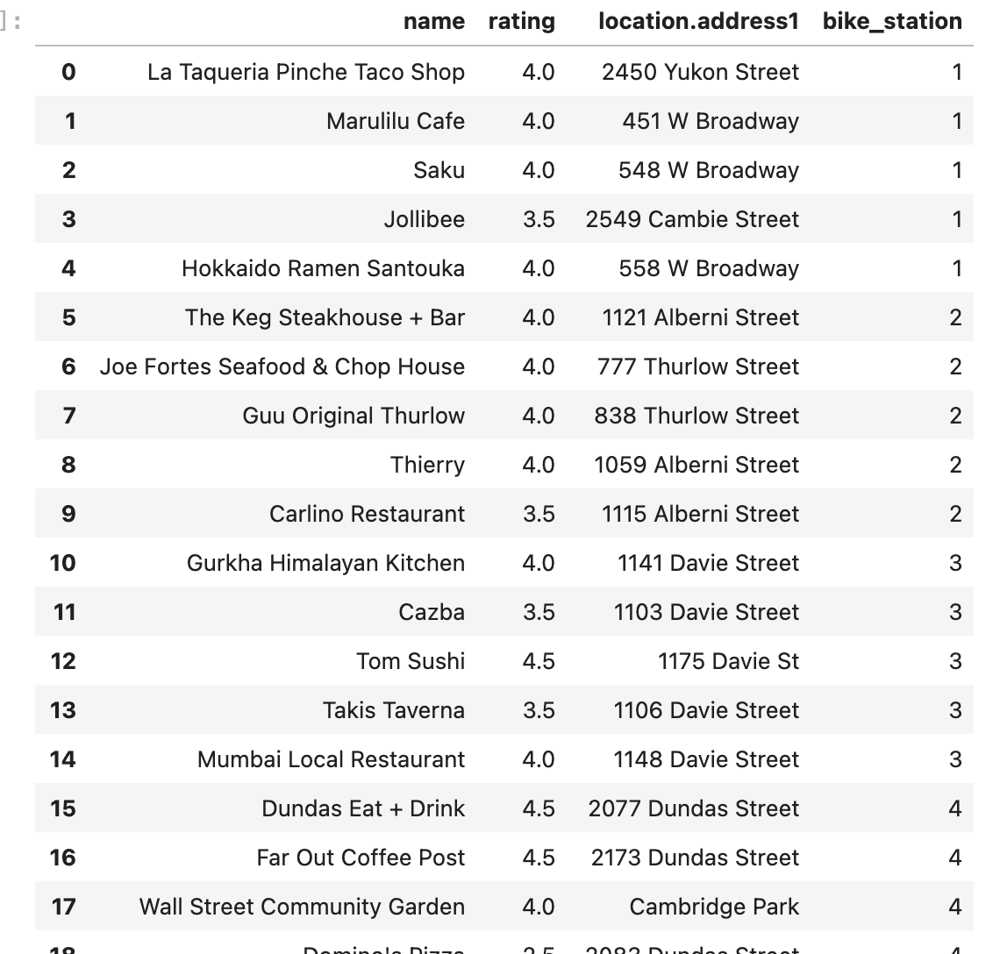 ]: name rating location.address1 bike_station
0 La Taqueria Pinche Taco Shop 4.0 2450 Yukon Street 1
1 Marulilu Cafe 4.0 451 W Broadway 1
2 Saku 4.0 548 W Broadway 1
3 Jollibee 3.5 2549 Cambie Street 1
4 Hokkaido Ramen Santouka 4.0 558 W Broadway 1
5 The Keg Steakhouse + Bar 4.0 1121 Alberni Street 2
6 Joe Fortes Seafood & Chop House 4.0 777 Thurlow Street 2
7 Guu Original Thurlow 4.0 838 Thurlow Street 2
8 Thierry 4.0 1059 Alberni Street 2
9 Carlino Restaurant 3.5 1115 Alberni Street 2
10 Gurkha Himalayan Kitchen 4.0 1141 Davie Street 3
11 Cazba 3.5 1103 Davie Street 3
12 Tom Sushi 4.5 1175 Davie St 3
13 Takis Taverna 3.5 1106 Davie Street 3
14 Mumbai Local Restaurant 4.0 1148 Davie Street 3
15 Dundas Eat + Drink 4.5 2077 Dundas Street 4
16 Far Out Coffee Post 4.5 2173 Dundas Street 4
17 Wall Street Community Garden 4.0 Cambridge Park 4
18 Domino's Pizza 2.5 2083 Dundas Street 4